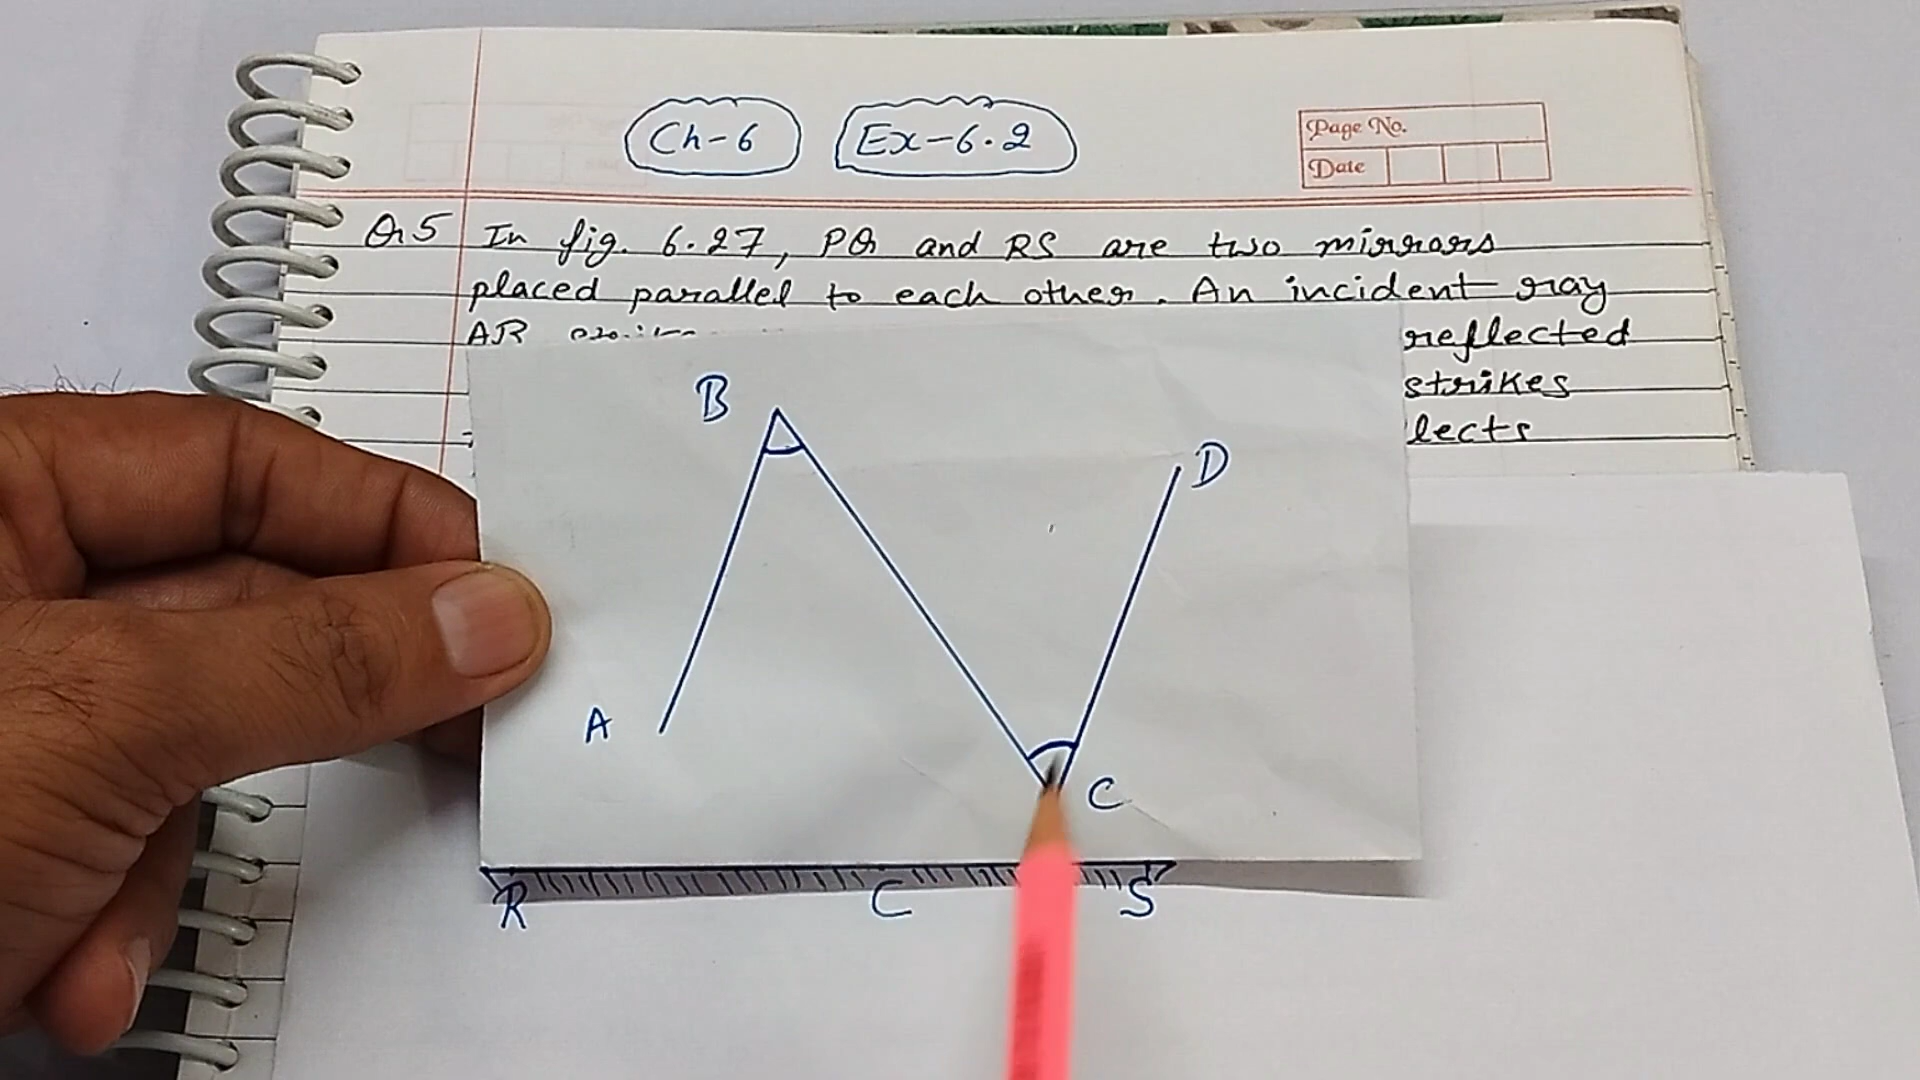 Ch-6 Ex-6.2
Page No.
Date
Q5 In fig. 6.27, PQ and RS are two mirrors
placed parallel to each other. An incident ray
reflected
strikes
lects
B
D
A
C
R C S